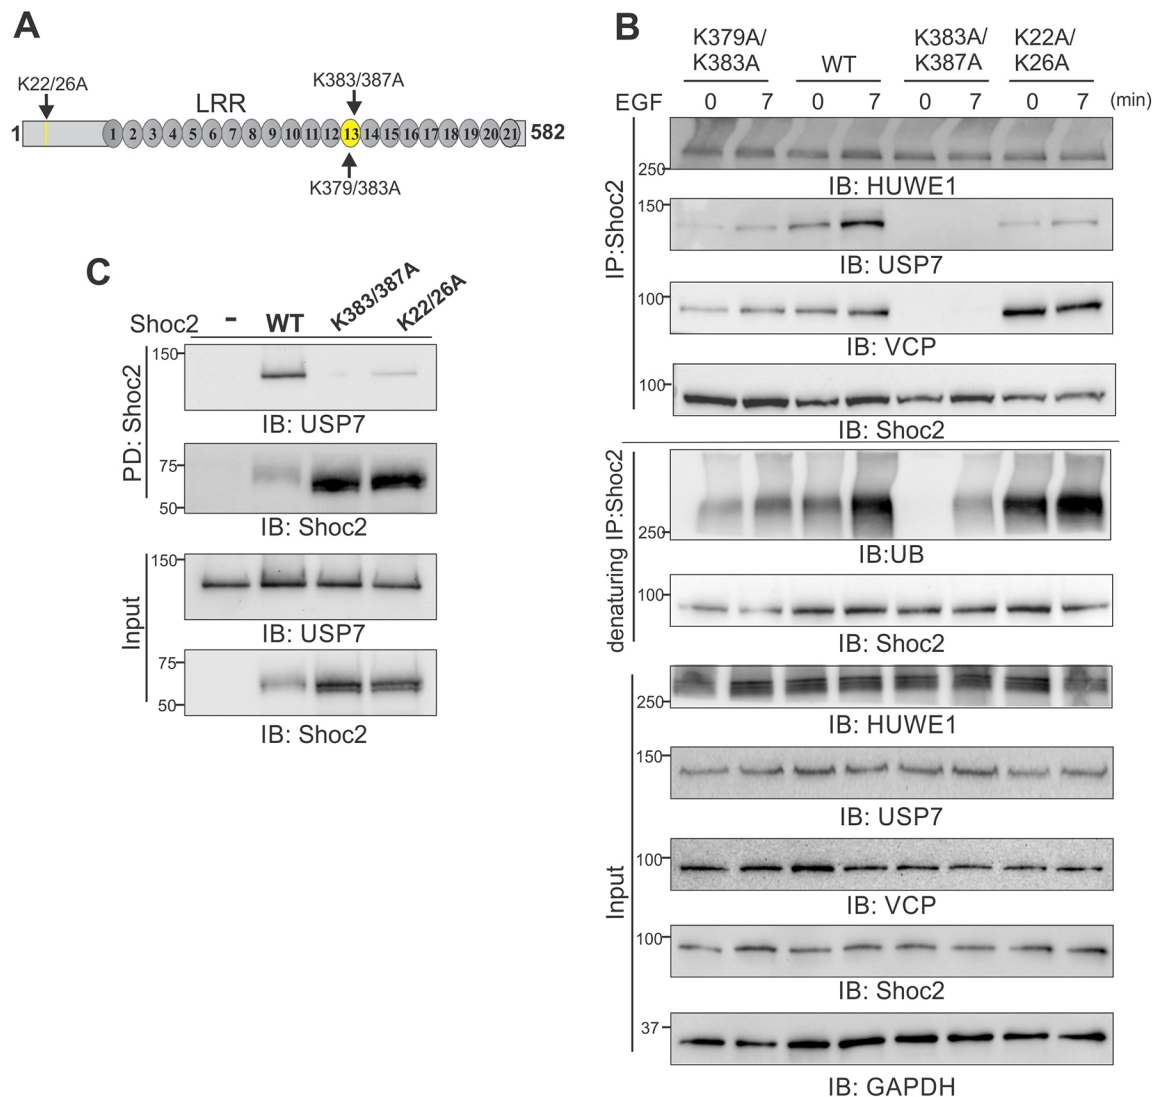 A
K22/26A
K383/387A
LRR
1 1 2 3 4 5 6 7 8 9 10 11 12 13 14 15 16 17 18 19 20 21 582
K379/383A
B
K379A/ K383A/ K22A/
K383A WT K387A K26A
EGF 0 7 0 7 0 7 0 7 (min)
IP:Shoc2
250
IB: HUWE1
150
IB: USP7
100
IB: VCP
100
IB: Shoc2
denaturing IP:Shoc2
250
IB:UB
100
IB: Shoc2
Input
250
IB: HUWE1
150
IB: USP7
100
IB: VCP
100
IB: Shoc2
37
IB: GAPDH
C
Shoc2 - WT K383/387A K22/26A
PD: Shoc2
150
IB: USP7
75
50
IB: Shoc2
Input
150
IB: USP7
75
50
IB: Shoc2